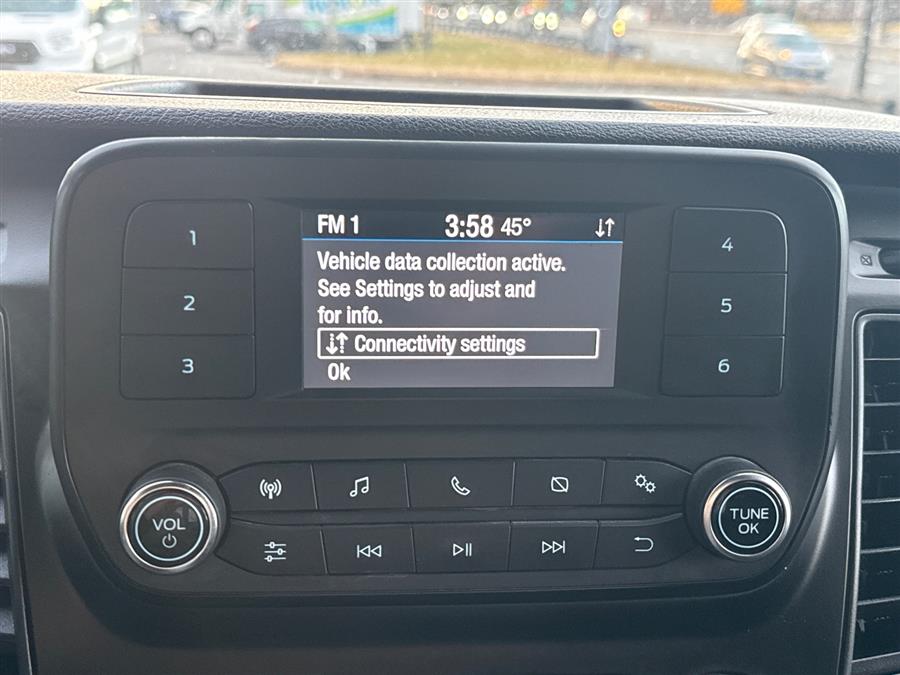 FM 1 3:58 45°
Vehicle data collection active.
See Settings to adjust and
for info.
Connectivity settings
Ok
1
2
3
4
5
6
VOL
TUNE
OK